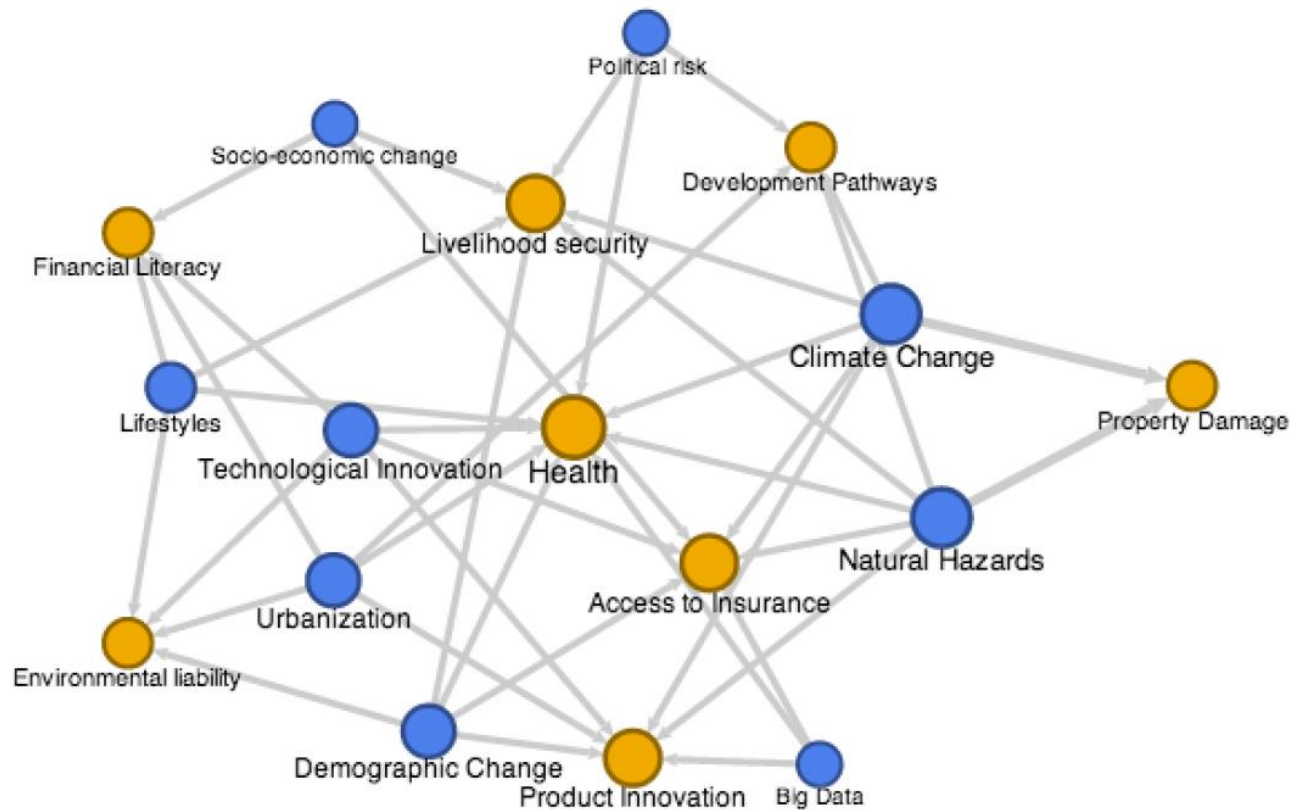 Political risk
Socio-economic change
Development Pathways
Livelihood security
Financial Literacy
Climate Change
Property Damage
Lifestyles
Technological Innovation
Health
Natural Hazards
Access to Insurance
Urbanization
Environmental liability
Demographic Change
Product Innovation
Big Data